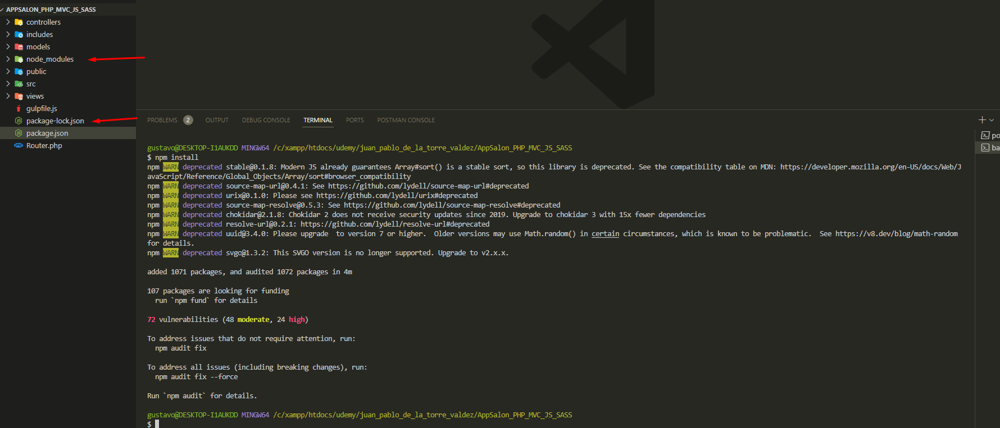 APPSALON_PHP_MVC_JS_SASS
controllers
includes
models
node_modules
public
src
views
gulpfile.js
package-lock.json
package.json
Router.php
PROBLEMS 2 OUTPUT DEBUG CONSOLE TERMINAL PORTS POSTMAN CONSOLE
po
ba
gustavo@DESKTOP-I1AUKDD MINGW64 /c/xampp/htdocs/udemy/juan_pablo_de_la_torre_valdez/AppSalon_PHP_MVC_JS_SASS
$ npm install
npm WARN deprecated stable@0.1.8: Modern JS already guarantees Array#sort() is a stable sort, so this library is deprecated. See the compatibility table on MDN: https://developer.mozilla.org/en-US/docs/Web/J
avaScript/Reference/Global_Objects/Array/sort#browser_compatibility
npm WARN deprecated source-map-url@0.4.1: See https://github.com/lydell/source-map-url#deprecated
npm WARN deprecated urix@0.1.0: Please see https://github.com/lydell/urix#deprecated
npm WARN deprecated source-map-resolve@0.5.3: See https://github.com/lydell/source-map-resolve#deprecated
npm WARN deprecated chokidar@2.1.8: Chokidar 2 does not receive security updates since 2019. Upgrade to chokidar 3 with 15x fewer dependencies
npm WARN deprecated resolve-url@0.2.1: https://github.com/lydell/resolve-url#deprecated
npm WARN deprecated uuid@3.4.0: Please upgrade  to version 7 or higher.  Older versions may use Math.random() in certain circumstances, which is known to be problematic.  See https://v8.dev/blog/math-random
for details.
npm WARN deprecated svgo@1.3.2: This SVGO version is no longer supported. Upgrade to v2.x.x.
added 1071 packages, and audited 1072 packages in 4m
107 packages are looking for funding
run `npm fund` for details
72 vulnerabilities (48 moderate, 24 high)
To address issues that do not require attention, run:
npm audit fix
To address all issues (including breaking changes), run:
npm audit fix --force
Run `npm audit` for details.
gustavo@DESKTOP-I1AUKDD MINGW64 /c/xampp/htdocs/udemy/juan_pablo_de_la_torre_valdez/AppSalon_PHP_MVC_JS_SASS
$